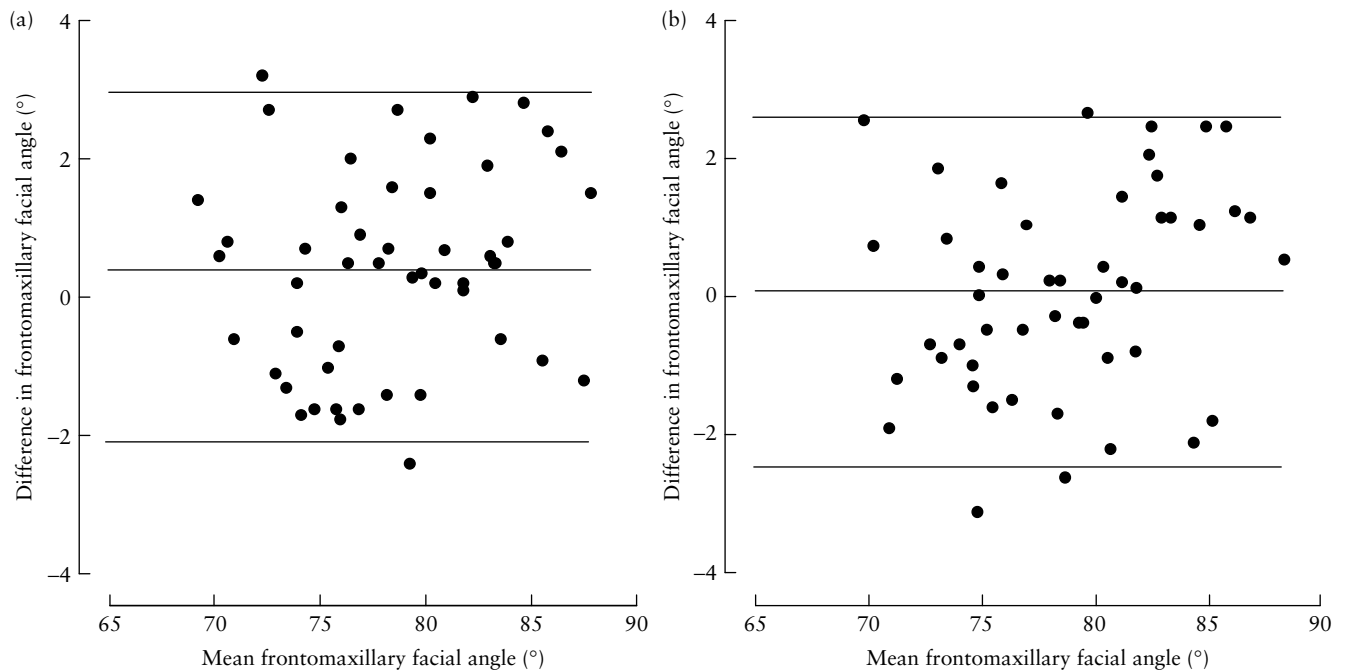 (a)
Difference in frontomaxillary facial angle (°)
4
2
0
−2
−4
65 70 75 80 85 90
Mean frontomaxillary facial angle (°)
(b)
Difference in frontomaxillary facial angle (°)
4
2
0
−2
−4
65 70 75 80 85 90
Mean frontomaxillary facial angle (°)